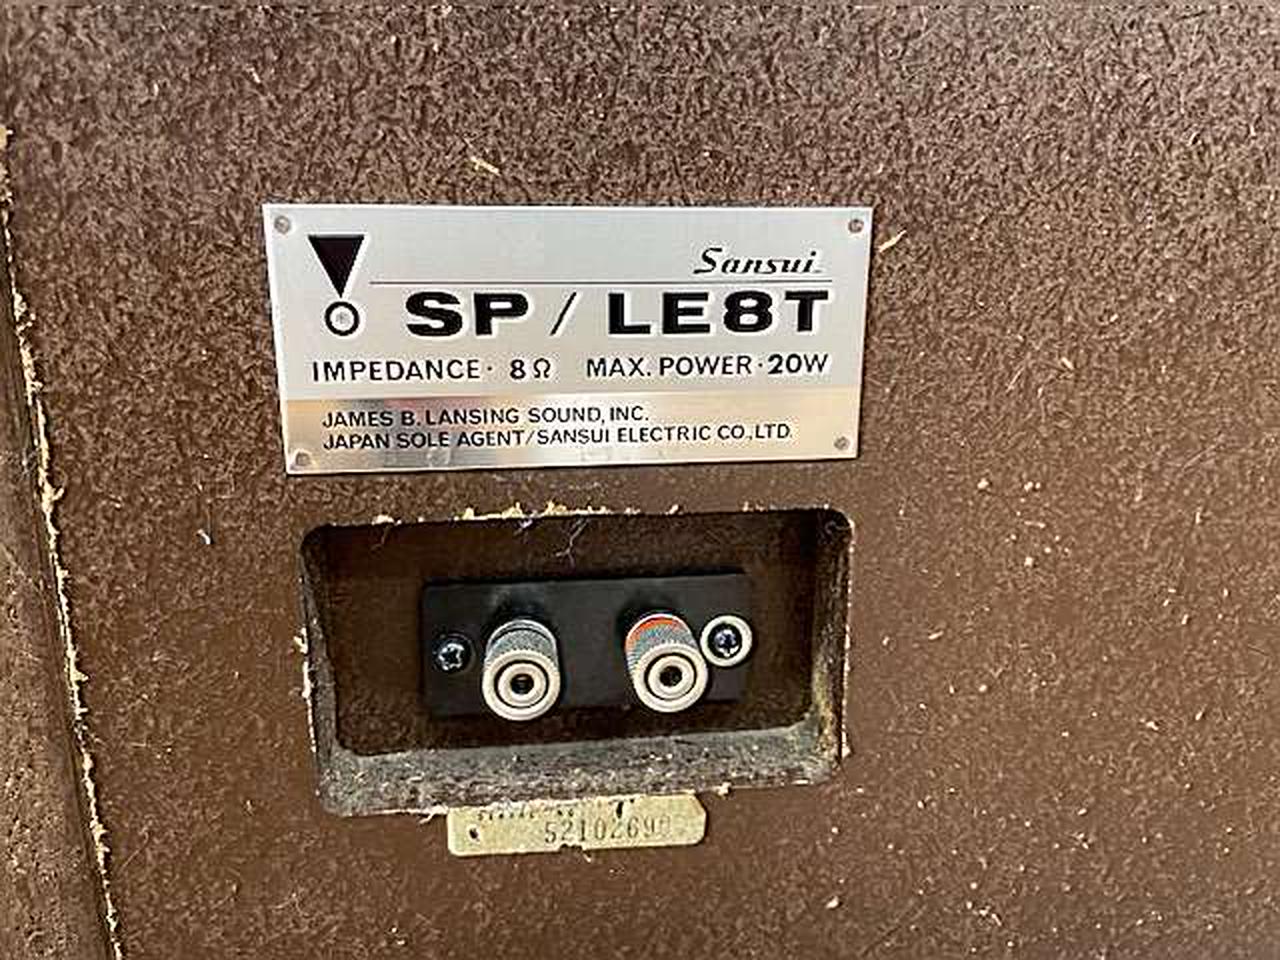 Sansui
SP / LE8T
IMPEDANCE · 8Ω MAX. POWER · 20W
JAMES B. LANSING SOUND, INC.
JAPAN SOLE AGENT/SANSUI ELECTRIC CO., LTD.